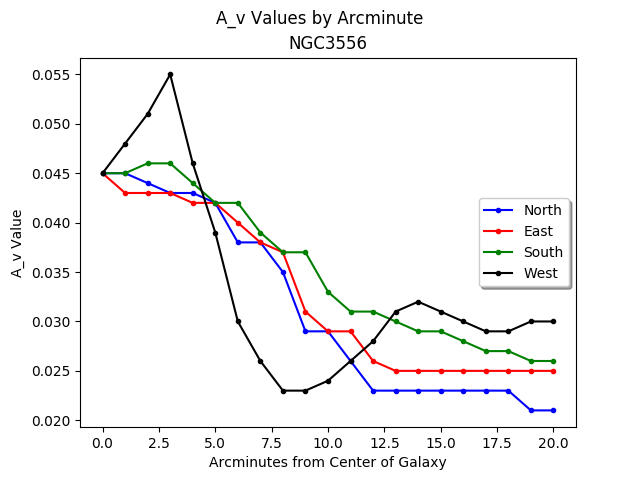 A_v Values by Arcminute
NGC3556
A_v Value
0.055
0.050
0.045
0.040
0.035
0.030
0.025
0.020
North
East
South
West
0.0 2.5 5.0 7.5 10.0 12.5 15.0 17.5 20.0
Arcminutes from Center of Galaxy